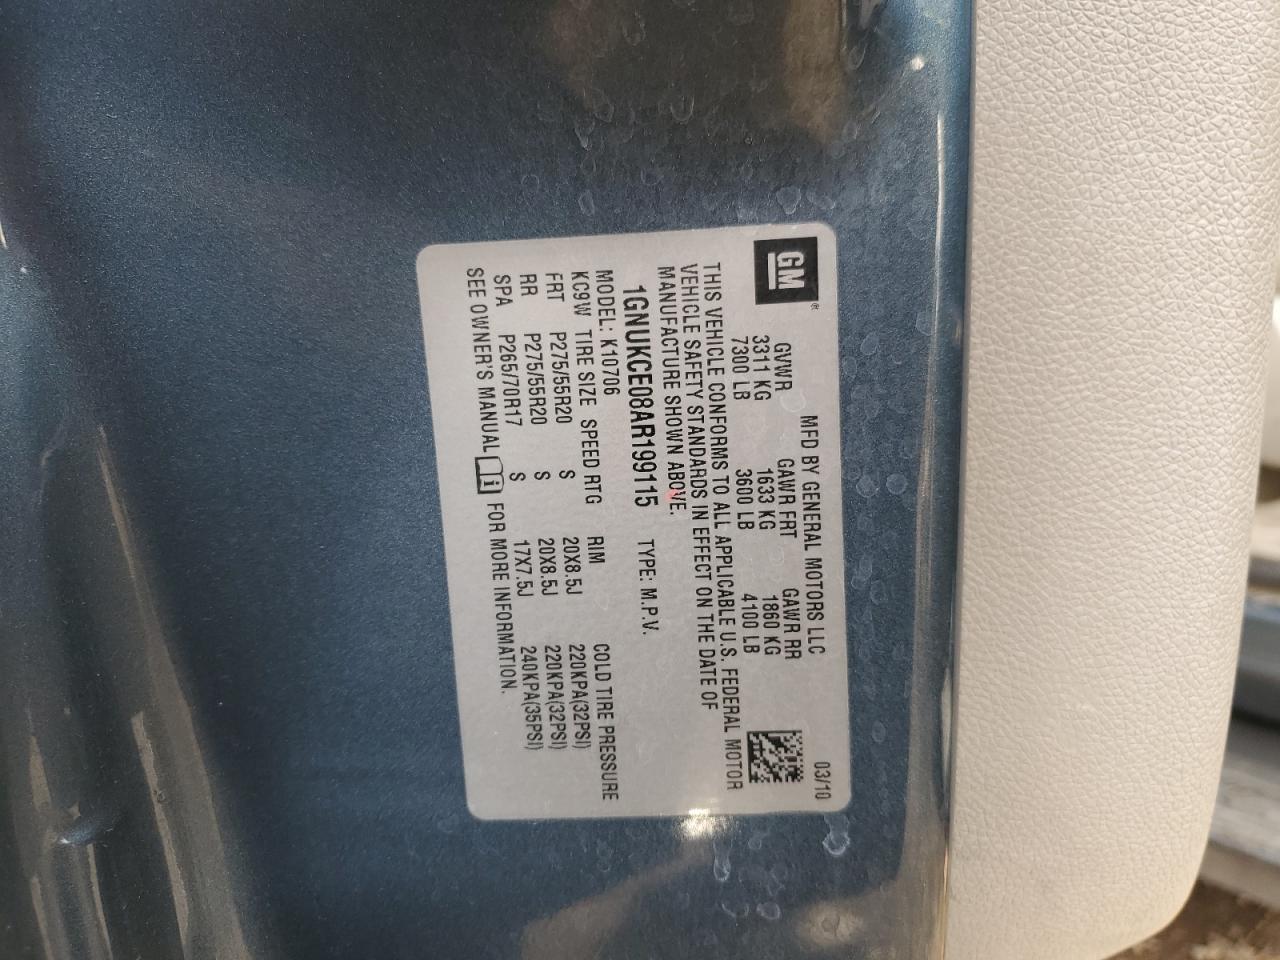 GM®
03/10
MFD BY GENERAL MOTORS LLC
GVWR GAWR FRT GAWR RR
3311 KG 1633 KG 1860 KG
7300 LB 3600 LB 4100 LB
THIS VEHICLE CONFORMS TO ALL APPLICABLE U.S. FEDERAL MOTOR
VEHICLE SAFETY STANDARDS IN EFFECT ON THE DATE OF
MANUFACTURE SHOWN ABOVE.
1GNUKCE08AR199115 TYPE: M.P.V.
MODEL: K10706
KC9W TIRE SIZE SPEED RTG RIM COLD TIRE PRESSURE
FRT P275/55R20 S 20X8.5J 220KPA(32PSI)
RR P275/55R20 S 20X8.5J 220KPA(32PSI)
SPA P265/70R17 S 17X7.5J 240KPA(35PSI)
SEE OWNER'S MANUAL i FOR MORE INFORMATION.